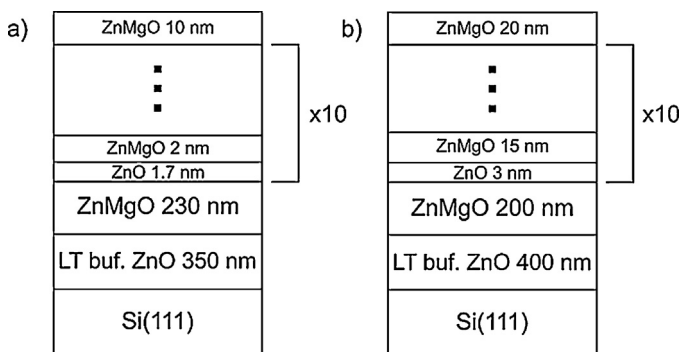 a)
ZnMgO 10 nm
x10
ZnMgO 2 nm
ZnO 1.7 nm
ZnMgO 230 nm
LT buf. ZnO 350 nm
Si(111)
b)
ZnMgO 20 nm
x10
ZnMgO 15 nm
ZnO 3 nm
ZnMgO 200 nm
LT buf. ZnO 400 nm
Si(111)